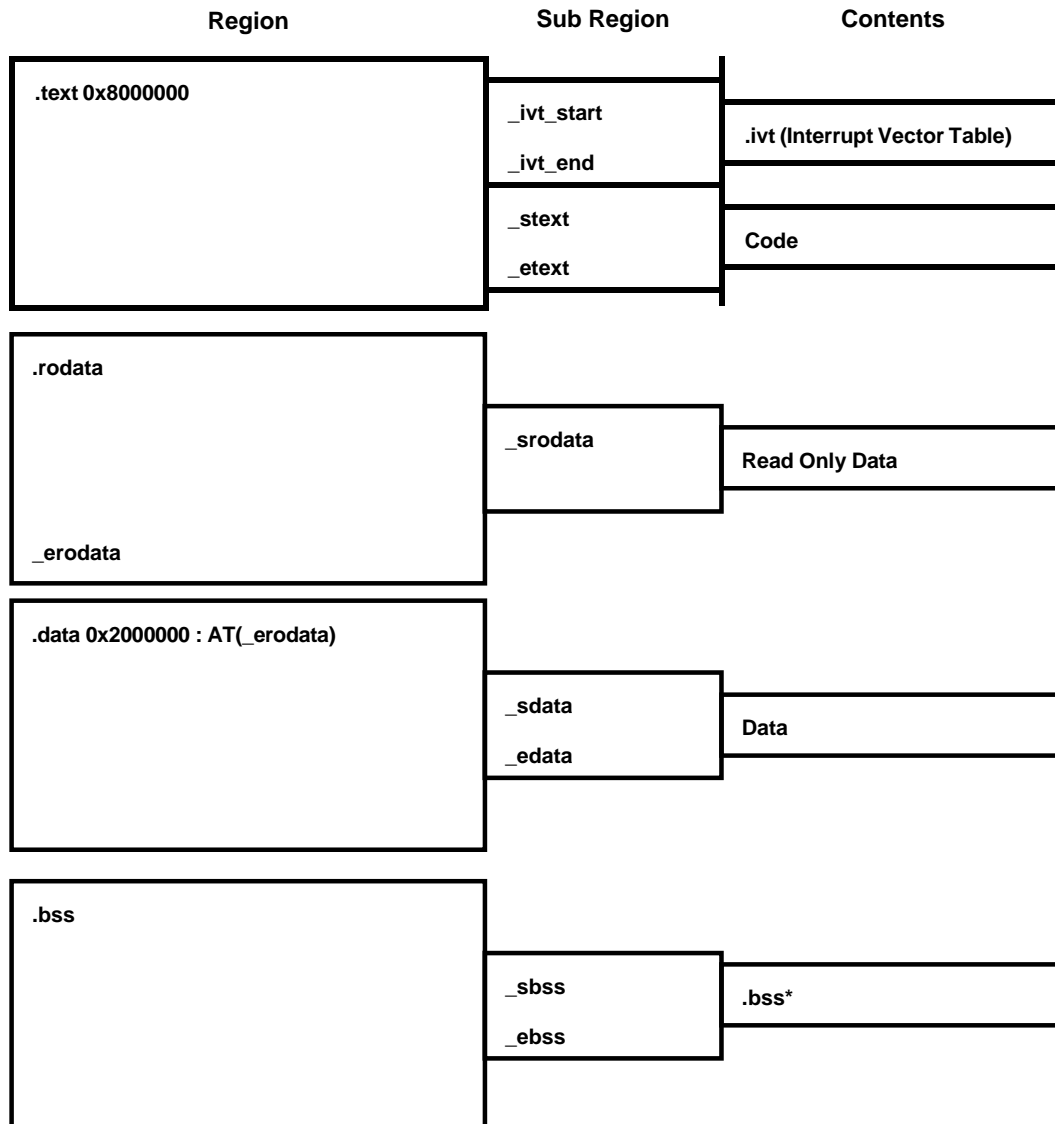 Region
Sub Region
Contents
.text 0x8000000
_ivt_start
_ivt_end
.ivt (Interrupt Vector Table)
_stext
_etext
Code
.rodata
_srodata
Read Only Data
_erodata
.data 0x2000000 : AT(_erodata)
_sdata
_edata
Data
.bss
_sbss
_ebss
.bss*